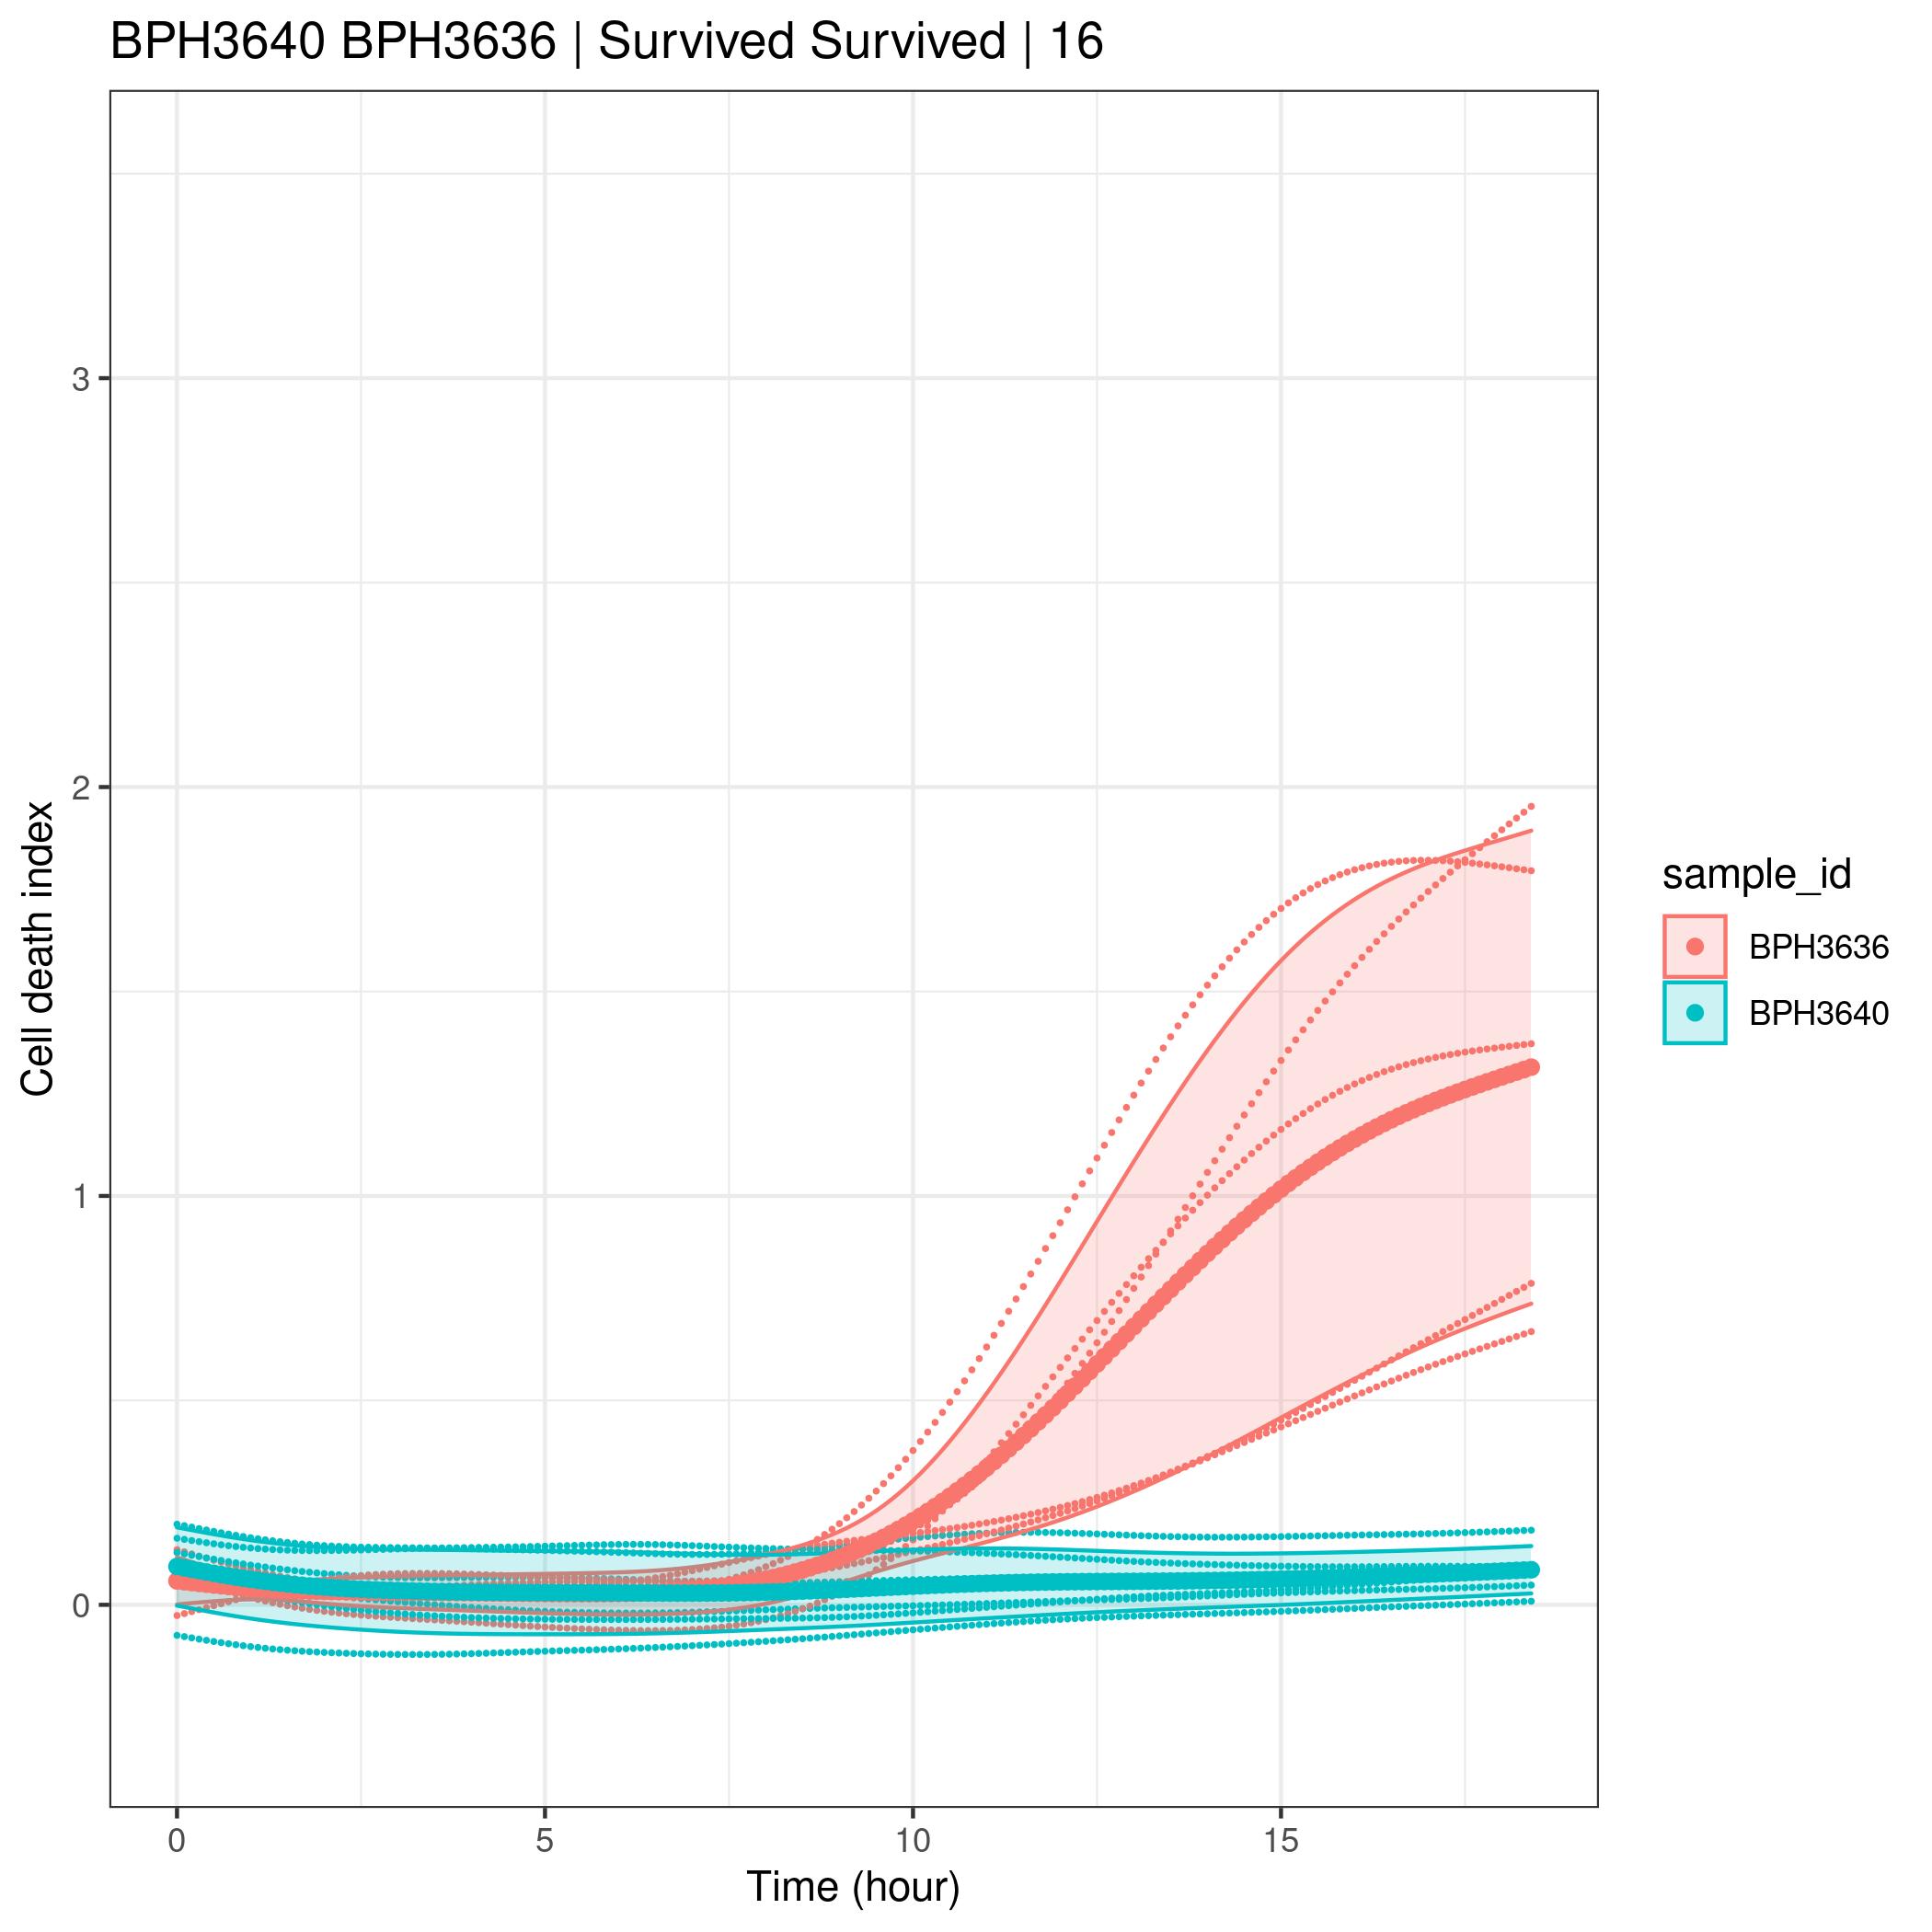 BPH3640 BPH3636 | Survived Survived | 16
3
2
1
0
Cell death index
0 5 10 15
Time (hour)
sample_id
BPH3636
BPH3640